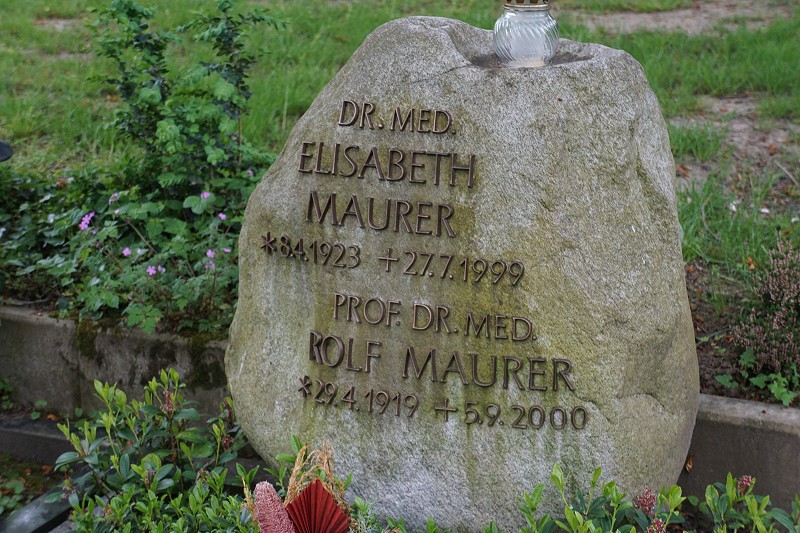 DR. MED.
ELISABETH
MAURER
*8.4.1923 +27.7.1999
PROF. DR. MED.
ROLF MAURER
*29.4.1919 +5.9.2000